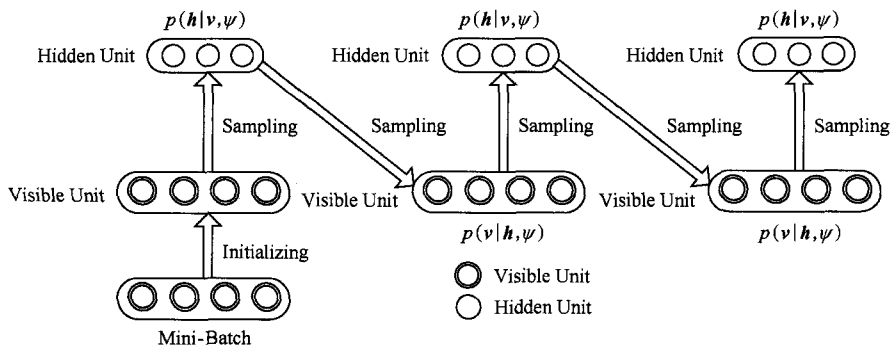 p(h|v,ψ) p(h|v,ψ) p(h|v,ψ)
Hidden Unit Hidden Unit Hidden Unit
Sampling Sampling Sampling Sampling Sampling
Visible Unit Visible Unit Visible Unit
p(v|h,ψ) p(v|h,ψ)
Initializing
Visible Unit
Hidden Unit
Mini-Batch